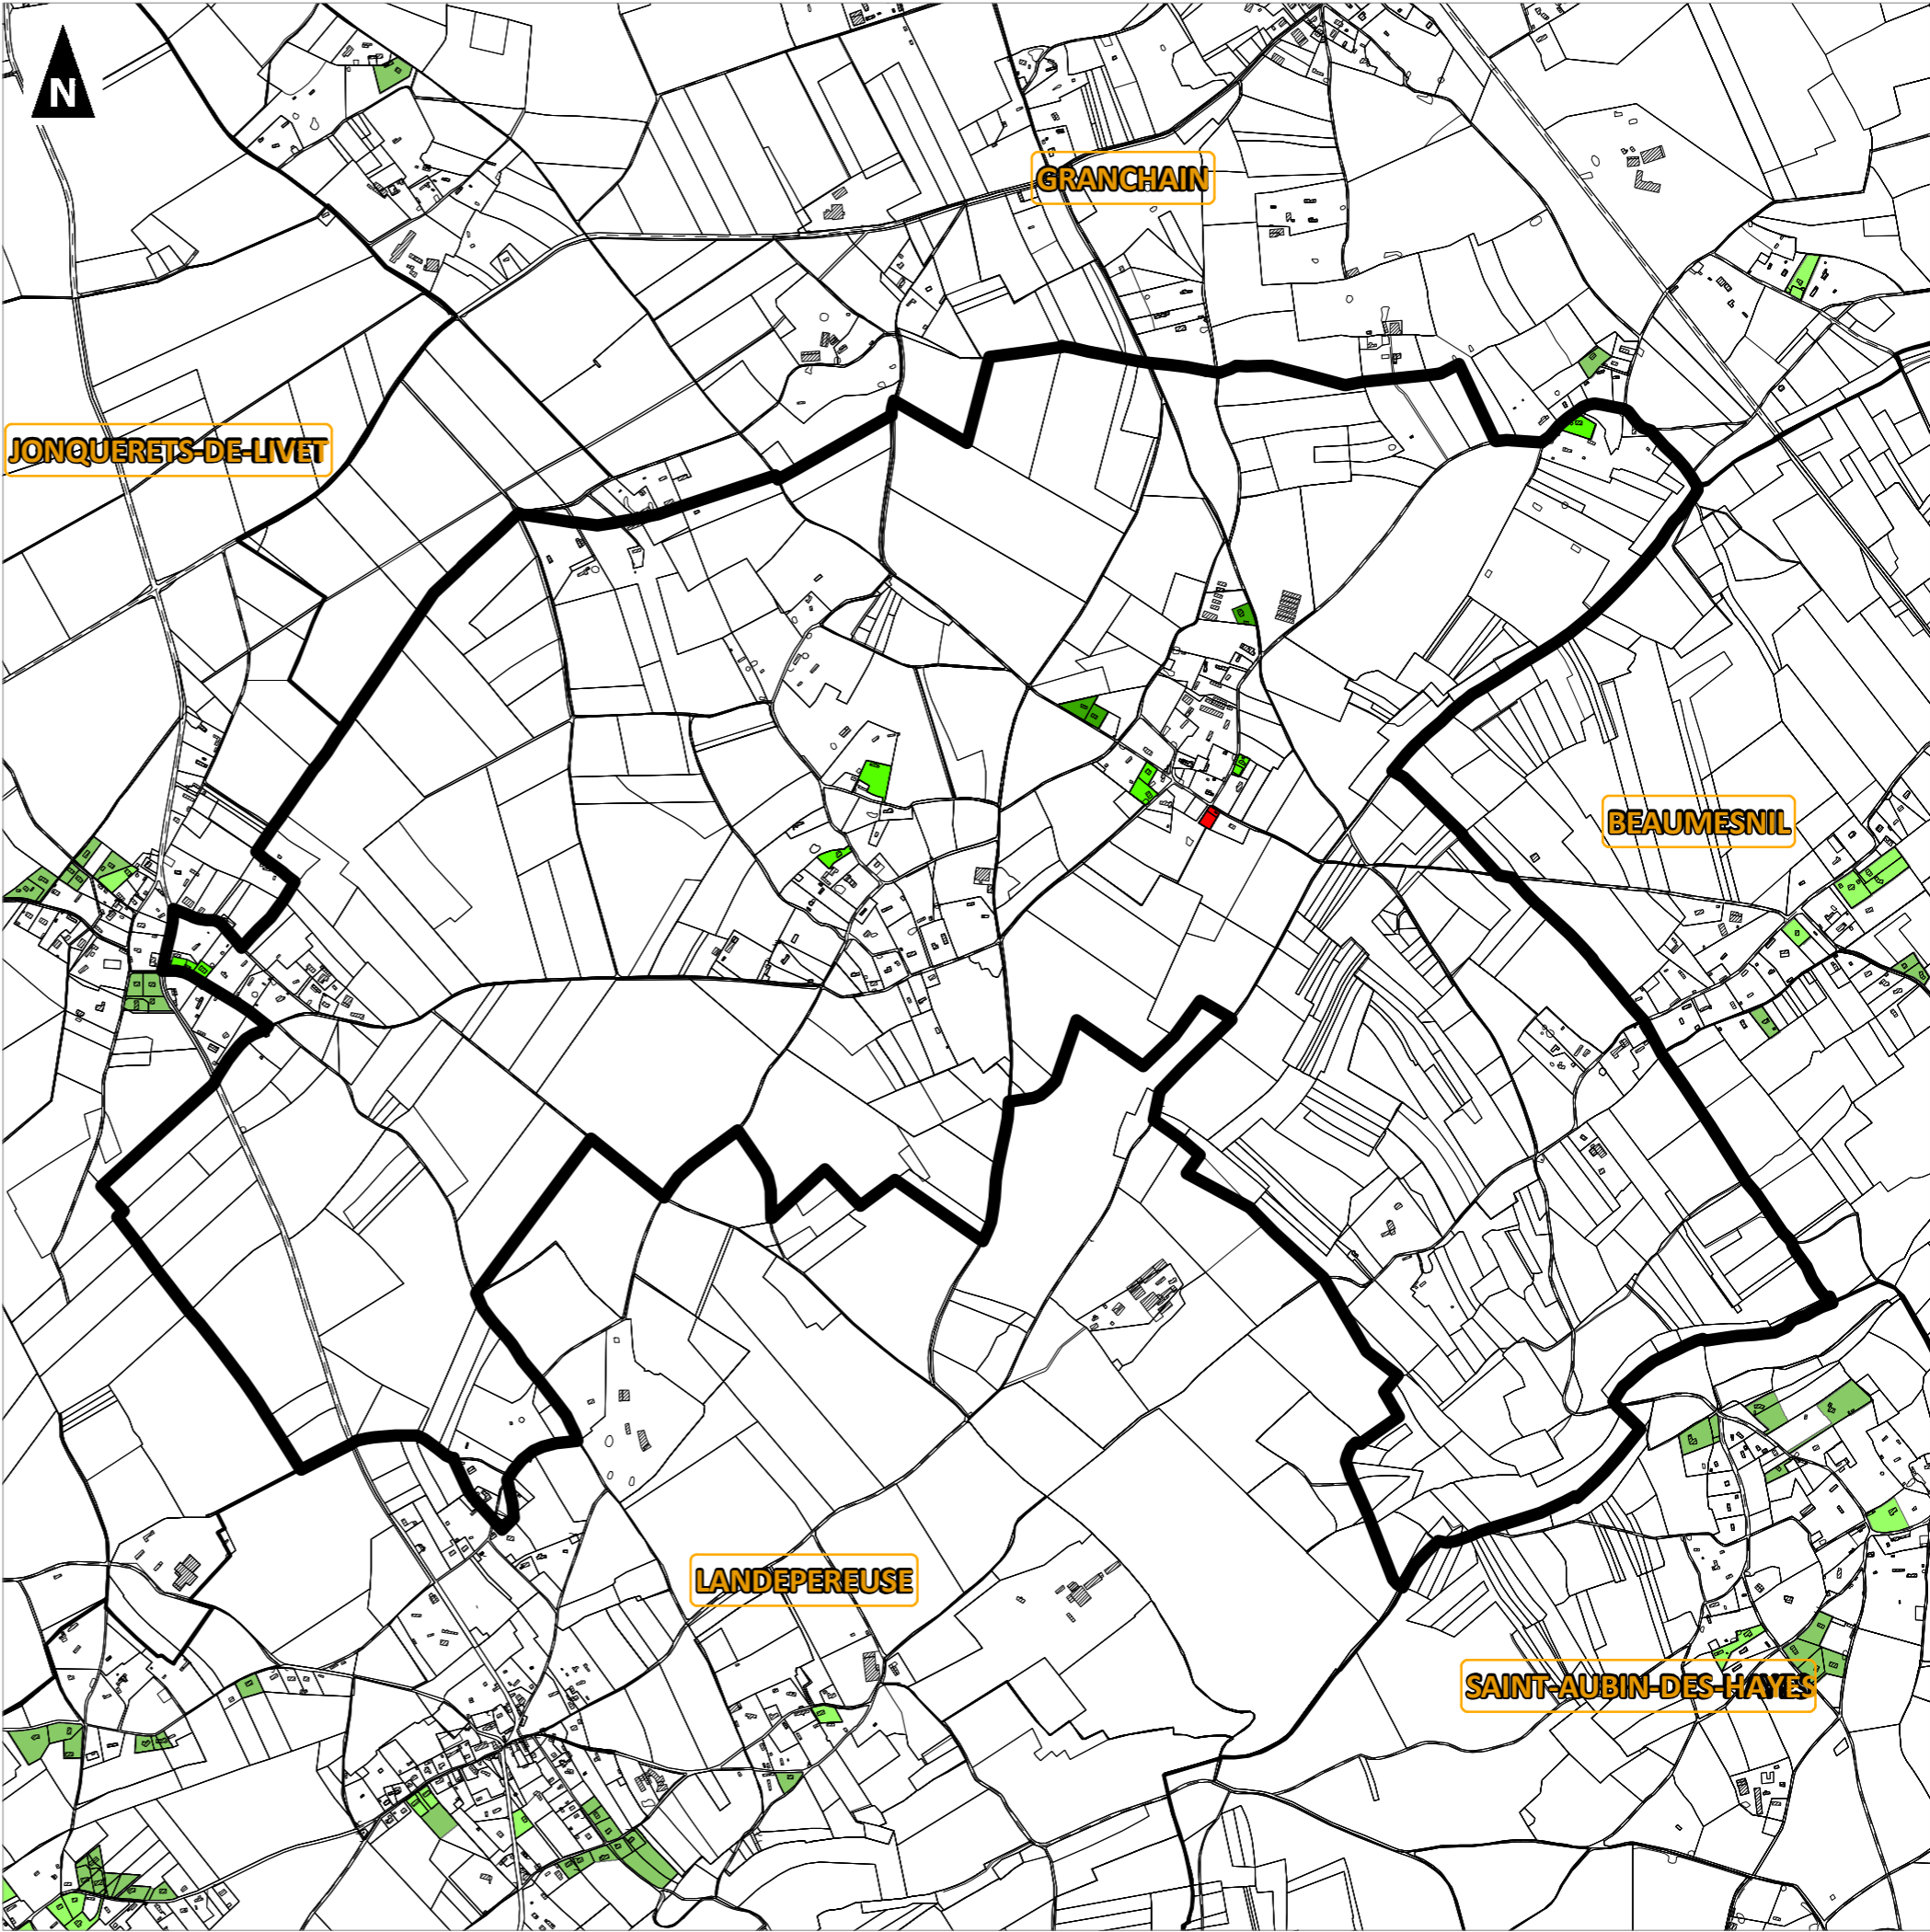 N
GRANCHAIN
JONQUERETS-DE-LIVET
BEAUMESNIL
LANDEPEREUSE
SAINT-AUBIN-DES-HAYES